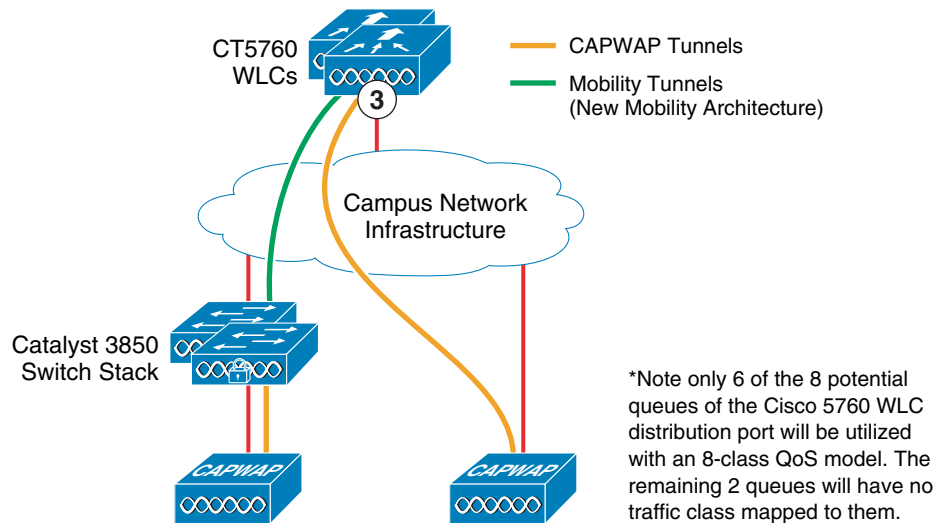 CT5760
WLCs
3
CAPWAP Tunnels
Mobility Tunnels
(New Mobility Architecture)
Campus Network
Infrastructure
Catalyst 3850
Switch Stack
CAPWAP
CAPWAP
*Note only 6 of the 8 potential
queues of the Cisco 5760 WLC
distribution port will be utilized
with an 8-class QoS model. The
remaining 2 queues will have no
traffic class mapped to them.